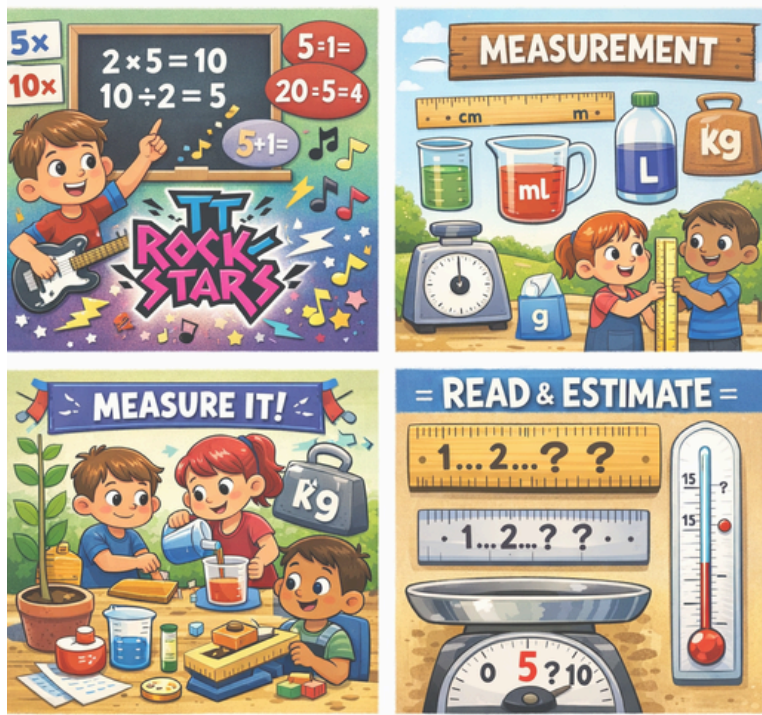 5x
10x
2 × 5 = 10
10 ÷ 2 = 5
5=1=
20=5=4
5+1=
TT
ROCK
STARS
MEASUREMENT
cm m
ml
L
kg
g
MEASURE IT!
kg
= READ & ESTIMATE =
1... 2... ? ?
· 1... 2... ? ? · ·
15
?
15
0 5 ? 10